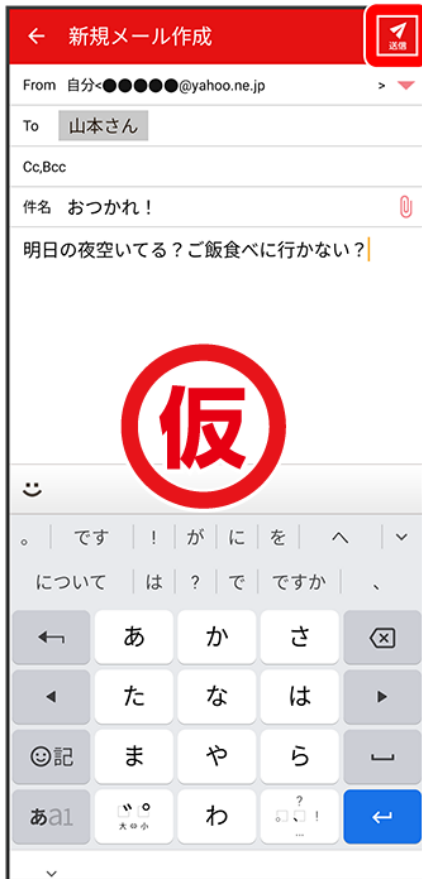 新規メール作成
送信
From 自分<●●●●●@yahoo.ne.jp >
To 山本さん
Cc,Bcc
件名 おつかれ！
明日の夜空いてる？ご飯食べに行かない？
仮
。 です ！ が に を へ
について は ？ で ですか 、
あ か さ
た な は
記 ま や ら
あa1 大⇔小 わ 。、？！…